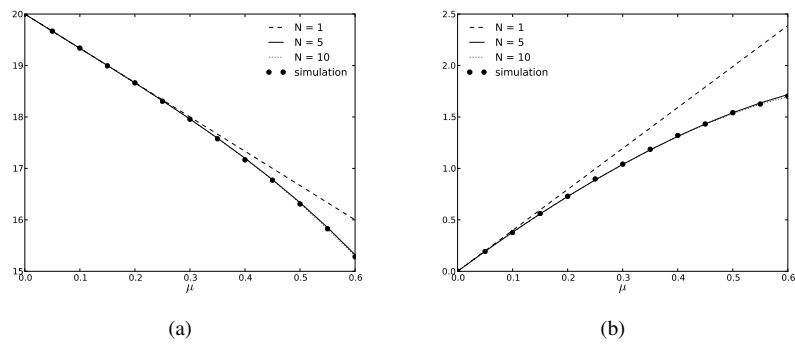 20
19
18
17
16
15
0.0 0.1 0.2 0.3 0.4 0.5 0.6
μ
N = 1
N = 5
N = 10
simulation
(a)
2.5
2.0
1.5
1.0
0.5
0.0
0.0 0.1 0.2 0.3 0.4 0.5 0.6
μ
N = 1
N = 5
N = 10
simulation
(b)